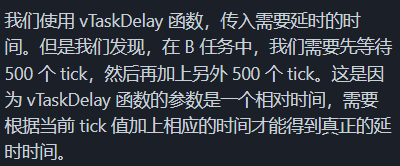 我们使用 vTaskDelay 函数，传入需要延时的时
间。但是我们发现，在 B 任务中，我们需要先等待
500 个 tick，然后再加上另外 500 个 tick。这是因
为 vTaskDelay 函数的参数是一个相对时间，需要
根据当前 tick 值加上相应的时间才能得到真正的延
时时间。